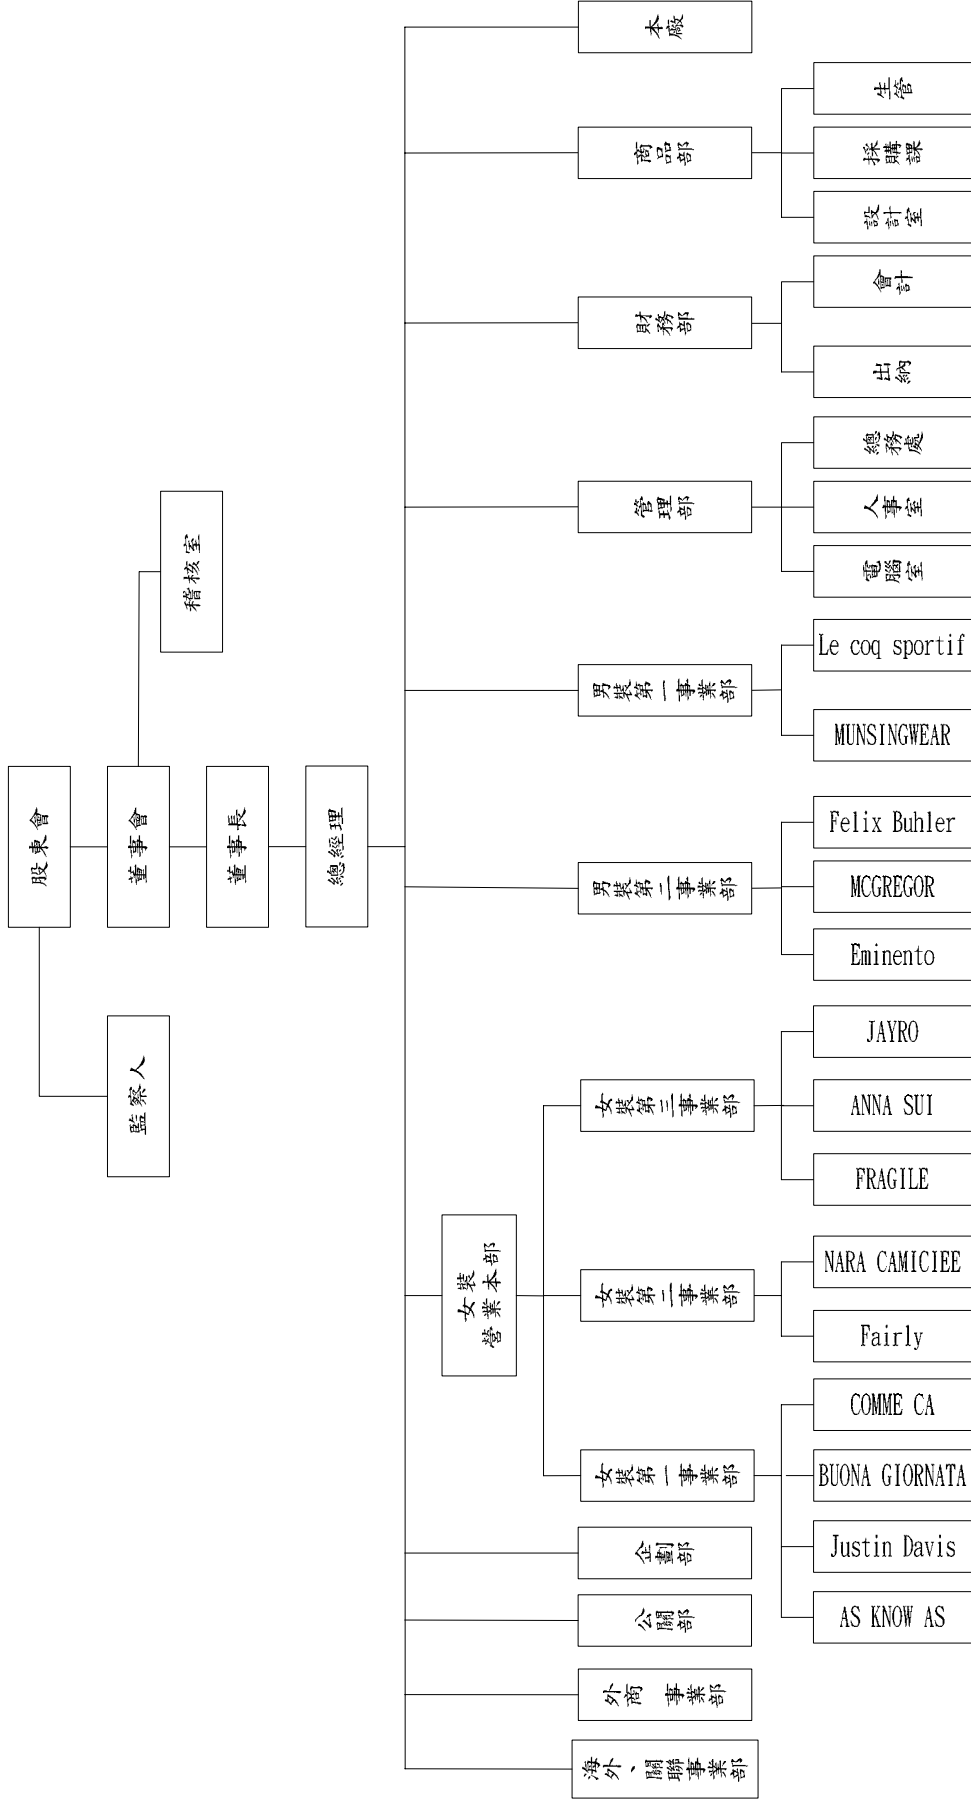 股東會
監察人
董事會
稽核室
董事長
總經理
女裝
營業本部
海外、關聯事業部
外商 事業部
公關部
企劃部
女裝第一事業部
女裝第二事業部
女裝第三事業部
男裝第二事業部
男裝第一事業部
管理部
財務部
商品部
本廠
AS KNOW AS
Justin Davis
BUONA GIORNATA
COMME CA
Fairly
NARA CAMICIEE
FRAGILE
ANNA SUI
JAYRO
Eminento
MCGREGOR
Felix Buhler
MUNSINGWEAR
Le coq sportif
電腦室
人事室
總務處
出納
會計
設計室
採購課
生管